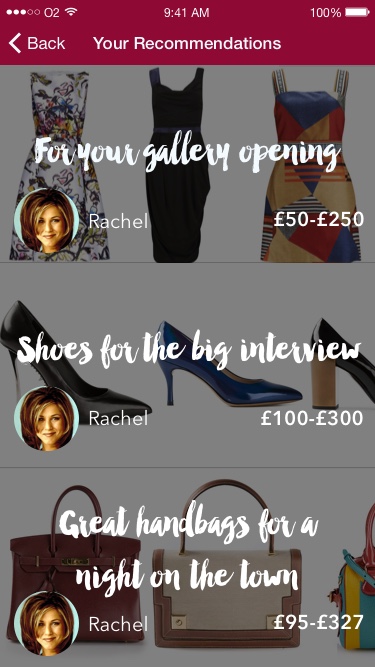 O2 9:41 AM 100%
Back Your Recommendations
For your gallery opening
Rachel £50-£250
Shoes for the big interview
Rachel £100-£300
Great handbags for a
night on the town
Rachel £95-£327